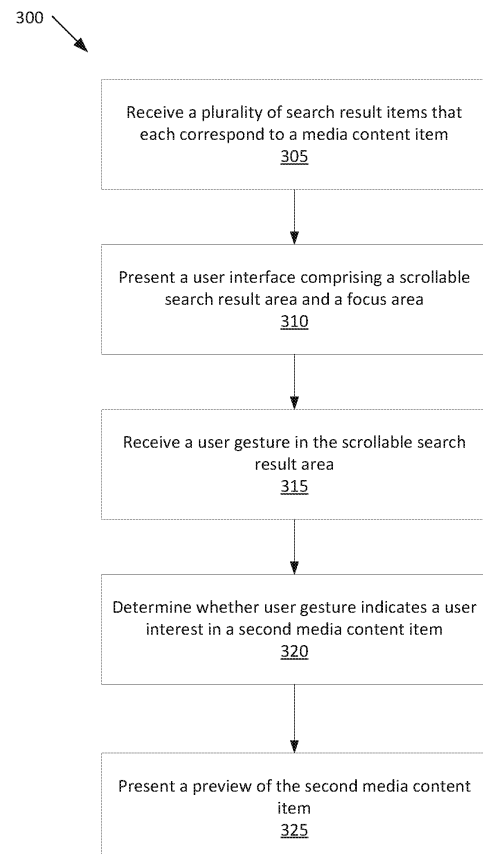 300
Receive a plurality of search result items that
each correspond to a media content item
305
Present a user interface comprising a scrollable
search result area and a focus area
310
Receive a user gesture in the scrollable search
result area
315
Determine whether user gesture indicates a user
interest in a second media content item
320
Present a preview of the second media content
item
325